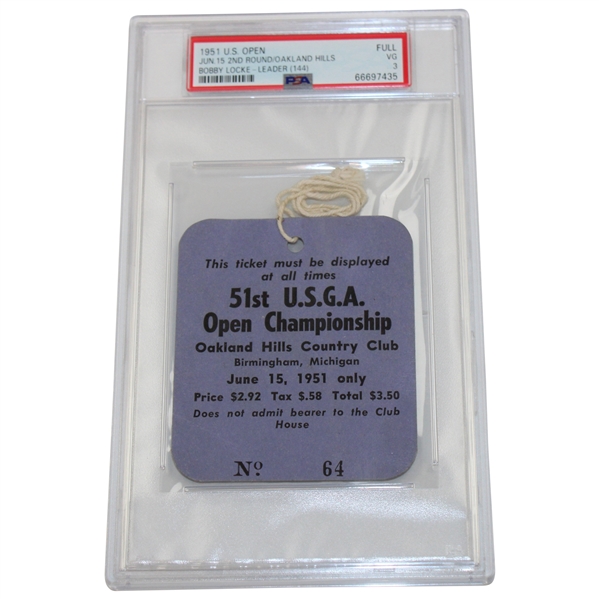 1951 U.S. OPEN FULL
JUN.15 2ND ROUND/OAKLAND HILLS VG
BOBBY LOCKE - LEADER (144) 3
PSA 66697435
This ticket must be displayed
at all times
51st U.S.G.A.
Open Championship
Oakland Hills Country Club
Birmingham, Michigan
June 15, 1951 only
Price $2.92 Tax $.58 Total $3.50
Does not admit bearer to the Club
House
No 64